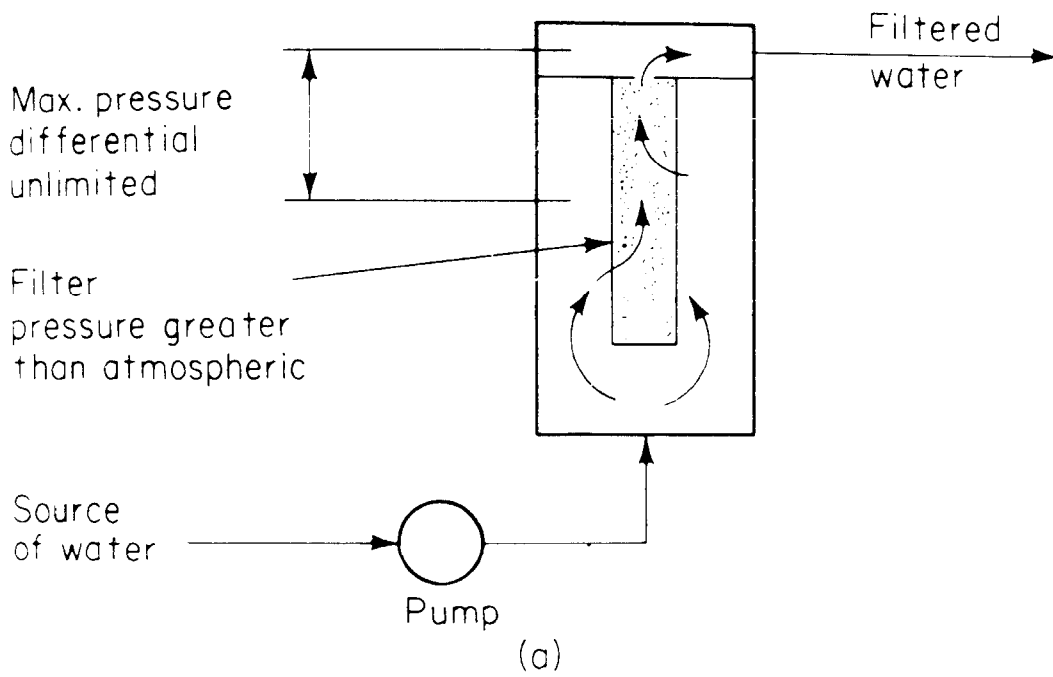 Filtered
water
Max. pressure
differential
unlimited
Filter
pressure greater
than atmospheric
Source
of water
Pump
(a)